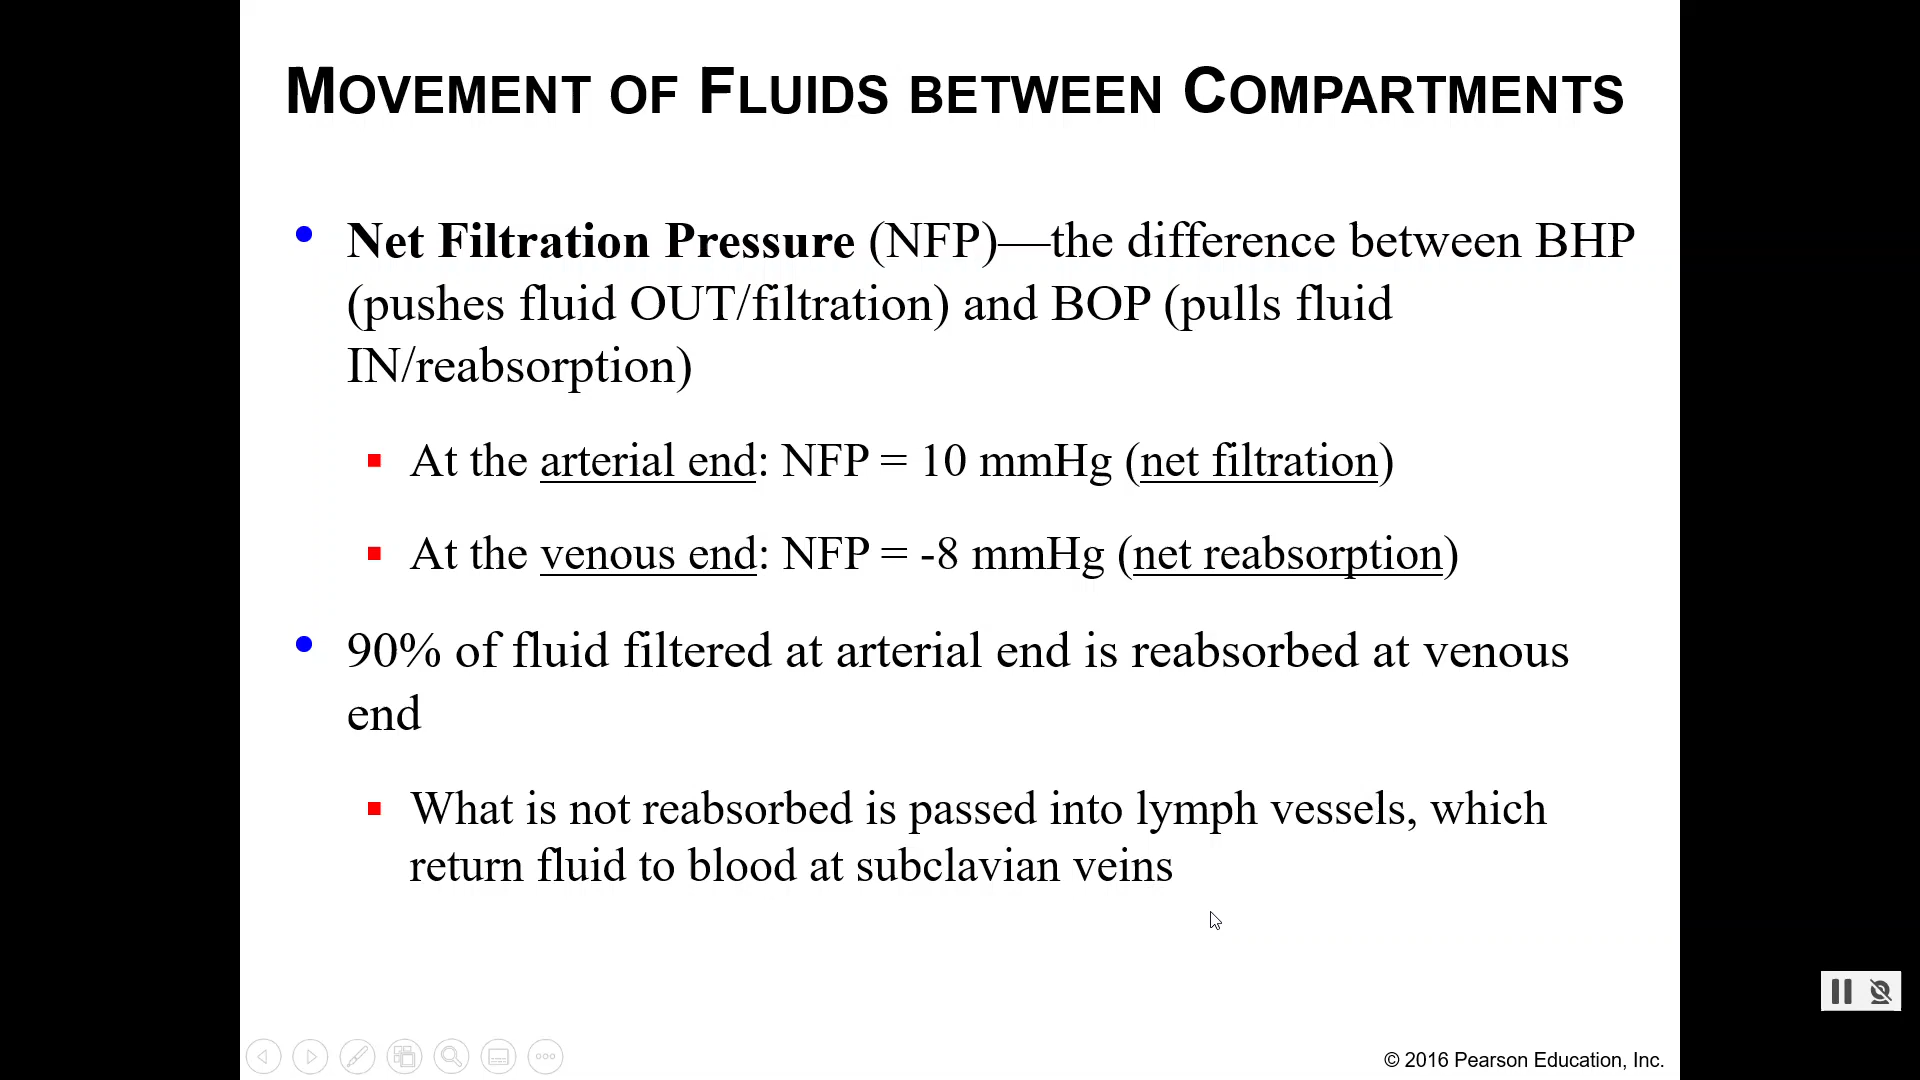 MOVEMENT OF FLUIDS BETWEEN COMPARTMENTS
• Net Filtration Pressure (NFP)—the difference between BHP
(pushes fluid OUT/filtration) and BOP (pulls fluid
IN/reabsorption)
▪ At the arterial end: NFP = 10 mmHg (net filtration)
▪ At the venous end: NFP = -8 mmHg (net reabsorption)
• 90% of fluid filtered at arterial end is reabsorbed at venous
end
▪ What is not reabsorbed is passed into lymph vessels, which
return fluid to blood at subclavian veins
© 2016 Pearson Education, Inc.